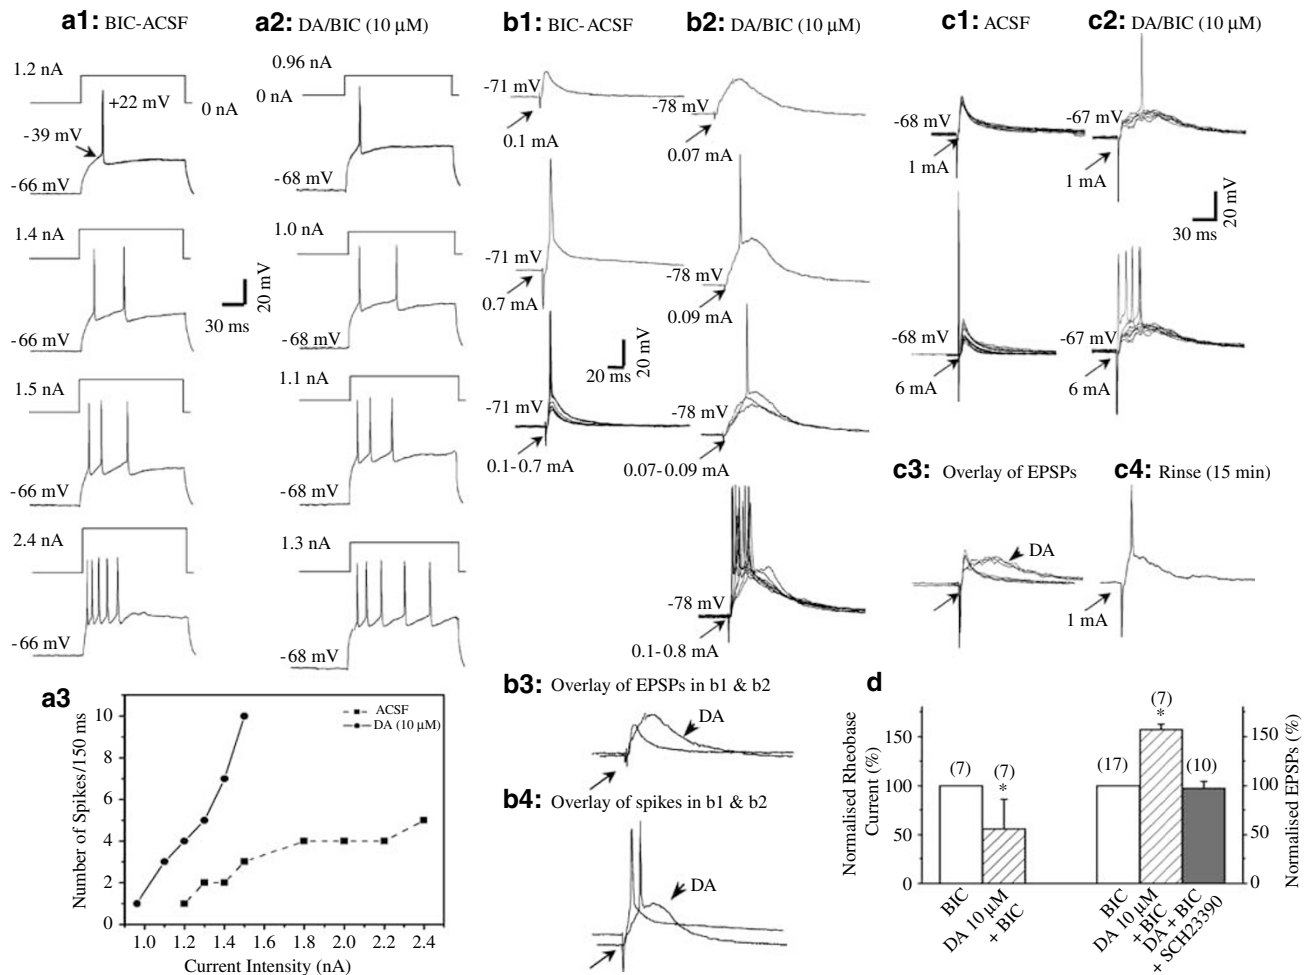 a1: BIC-ACSF
1.2 nA
+22 mV
0 nA
-39 mV
-66 mV
1.4 nA
30 ms
20 mV
-66 mV
1.5 nA
-66 mV
2.4 nA
-66 mV
a2: DA/BIC (10 μM)
0.96 nA
0 nA
-68 mV
1.0 nA
-68 mV
1.1 nA
-68 mV
1.3 nA
-68 mV
a3
Number of Spikes/150 ms
10
8
6
4
2
0
ACSF
DA (10 μM)
1.0 1.2 1.4 1.6 1.8 2.0 2.2 2.4
Current Intensity (nA)
b1: BIC-ACSF
-71 mV
0.1 mA
-71 mV
0.7 mA
20 ms
20 mV
-71 mV
0.1-0.7 mA
b2: DA/BIC (10 μM)
-78 mV
0.07 mA
-78 mV
0.09 mA
-78 mV
0.07-0.09 mA
-78 mV
0.1-0.8 mA
b3: Overlay of EPSPs in b1 & b2
DA
b4: Overlay of spikes in b1 & b2
DA
c1: ACSF
-68 mV
1 mA
-68 mV
6 mA
c2: DA/BIC (10 μM)
-67 mV
1 mA
30 ms
20 mV
-67 mV
6 mA
c3: Overlay of EPSPs
DA
c4: Rinse (15 min)
1 mA
d
Normalised Rheobase
Current (%)
150
100
50
0
(7)
(7)
*
(17)
(7)
*
(10)
150
100
50
0
Normalised EPSPs (%)
BIC
DA 10 μM
+ BIC
BIC
DA 10 μM
+ BIC
DA + BIC
+ SCH23390